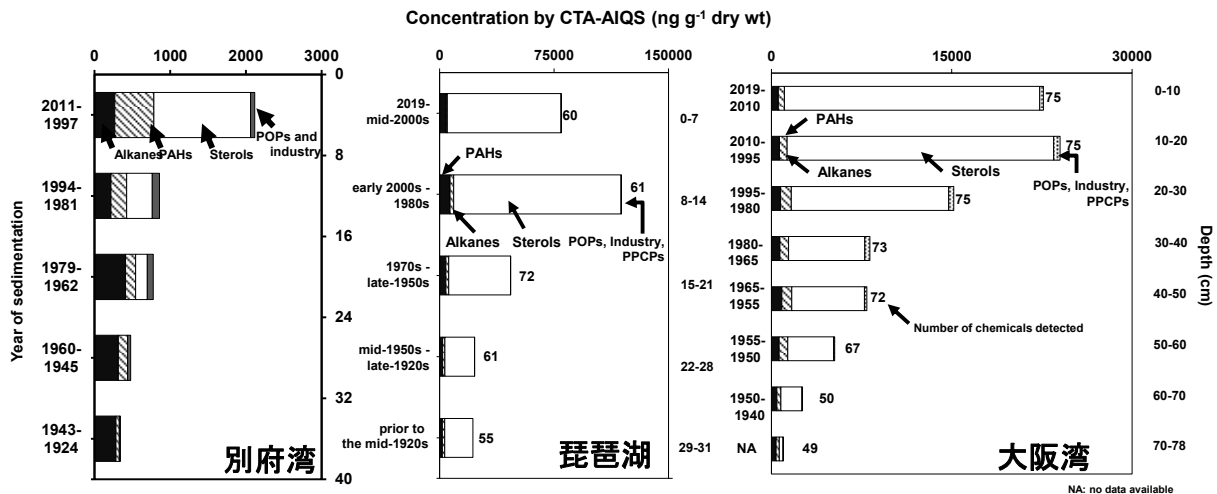 Concentration by CTA-AIQS (ng g-1 dry wt)
Year of sedimentation
0 1000 2000 3000
0
8
16
24
32
40
2011-
1997
1994-
1981
1979-
1962
1960-
1945
1943-
1924
Alkanes
PAHs
Sterols
POPs and
industry
別府湾
0 75000 150000
2019-
mid-2000s
60
0-7
PAHs
early 2000s -
1980s
61
8-14
Alkanes
Sterols
POPs, Industry,
PPCPs
1970s -
late-1950s
72
15-21
mid-1950s -
late-1920s
61
22-28
prior to
the mid-1920s
55
29-31
琵琶湖
0 15000 30000
2019-
2010
75
0-10
PAHs
2010-
1995
75
10-20
Alkanes
Sterols
POPs, Industry,
PPCPs
1995-
1980
75
20-30
1980-
1965
73
30-40
1965-
1955
72
40-50
Number of chemicals detected
1955-
1950
67
50-60
1950-
1940
50
60-70
NA
49
70-78
大阪湾
Depth (cm)
NA: no data available